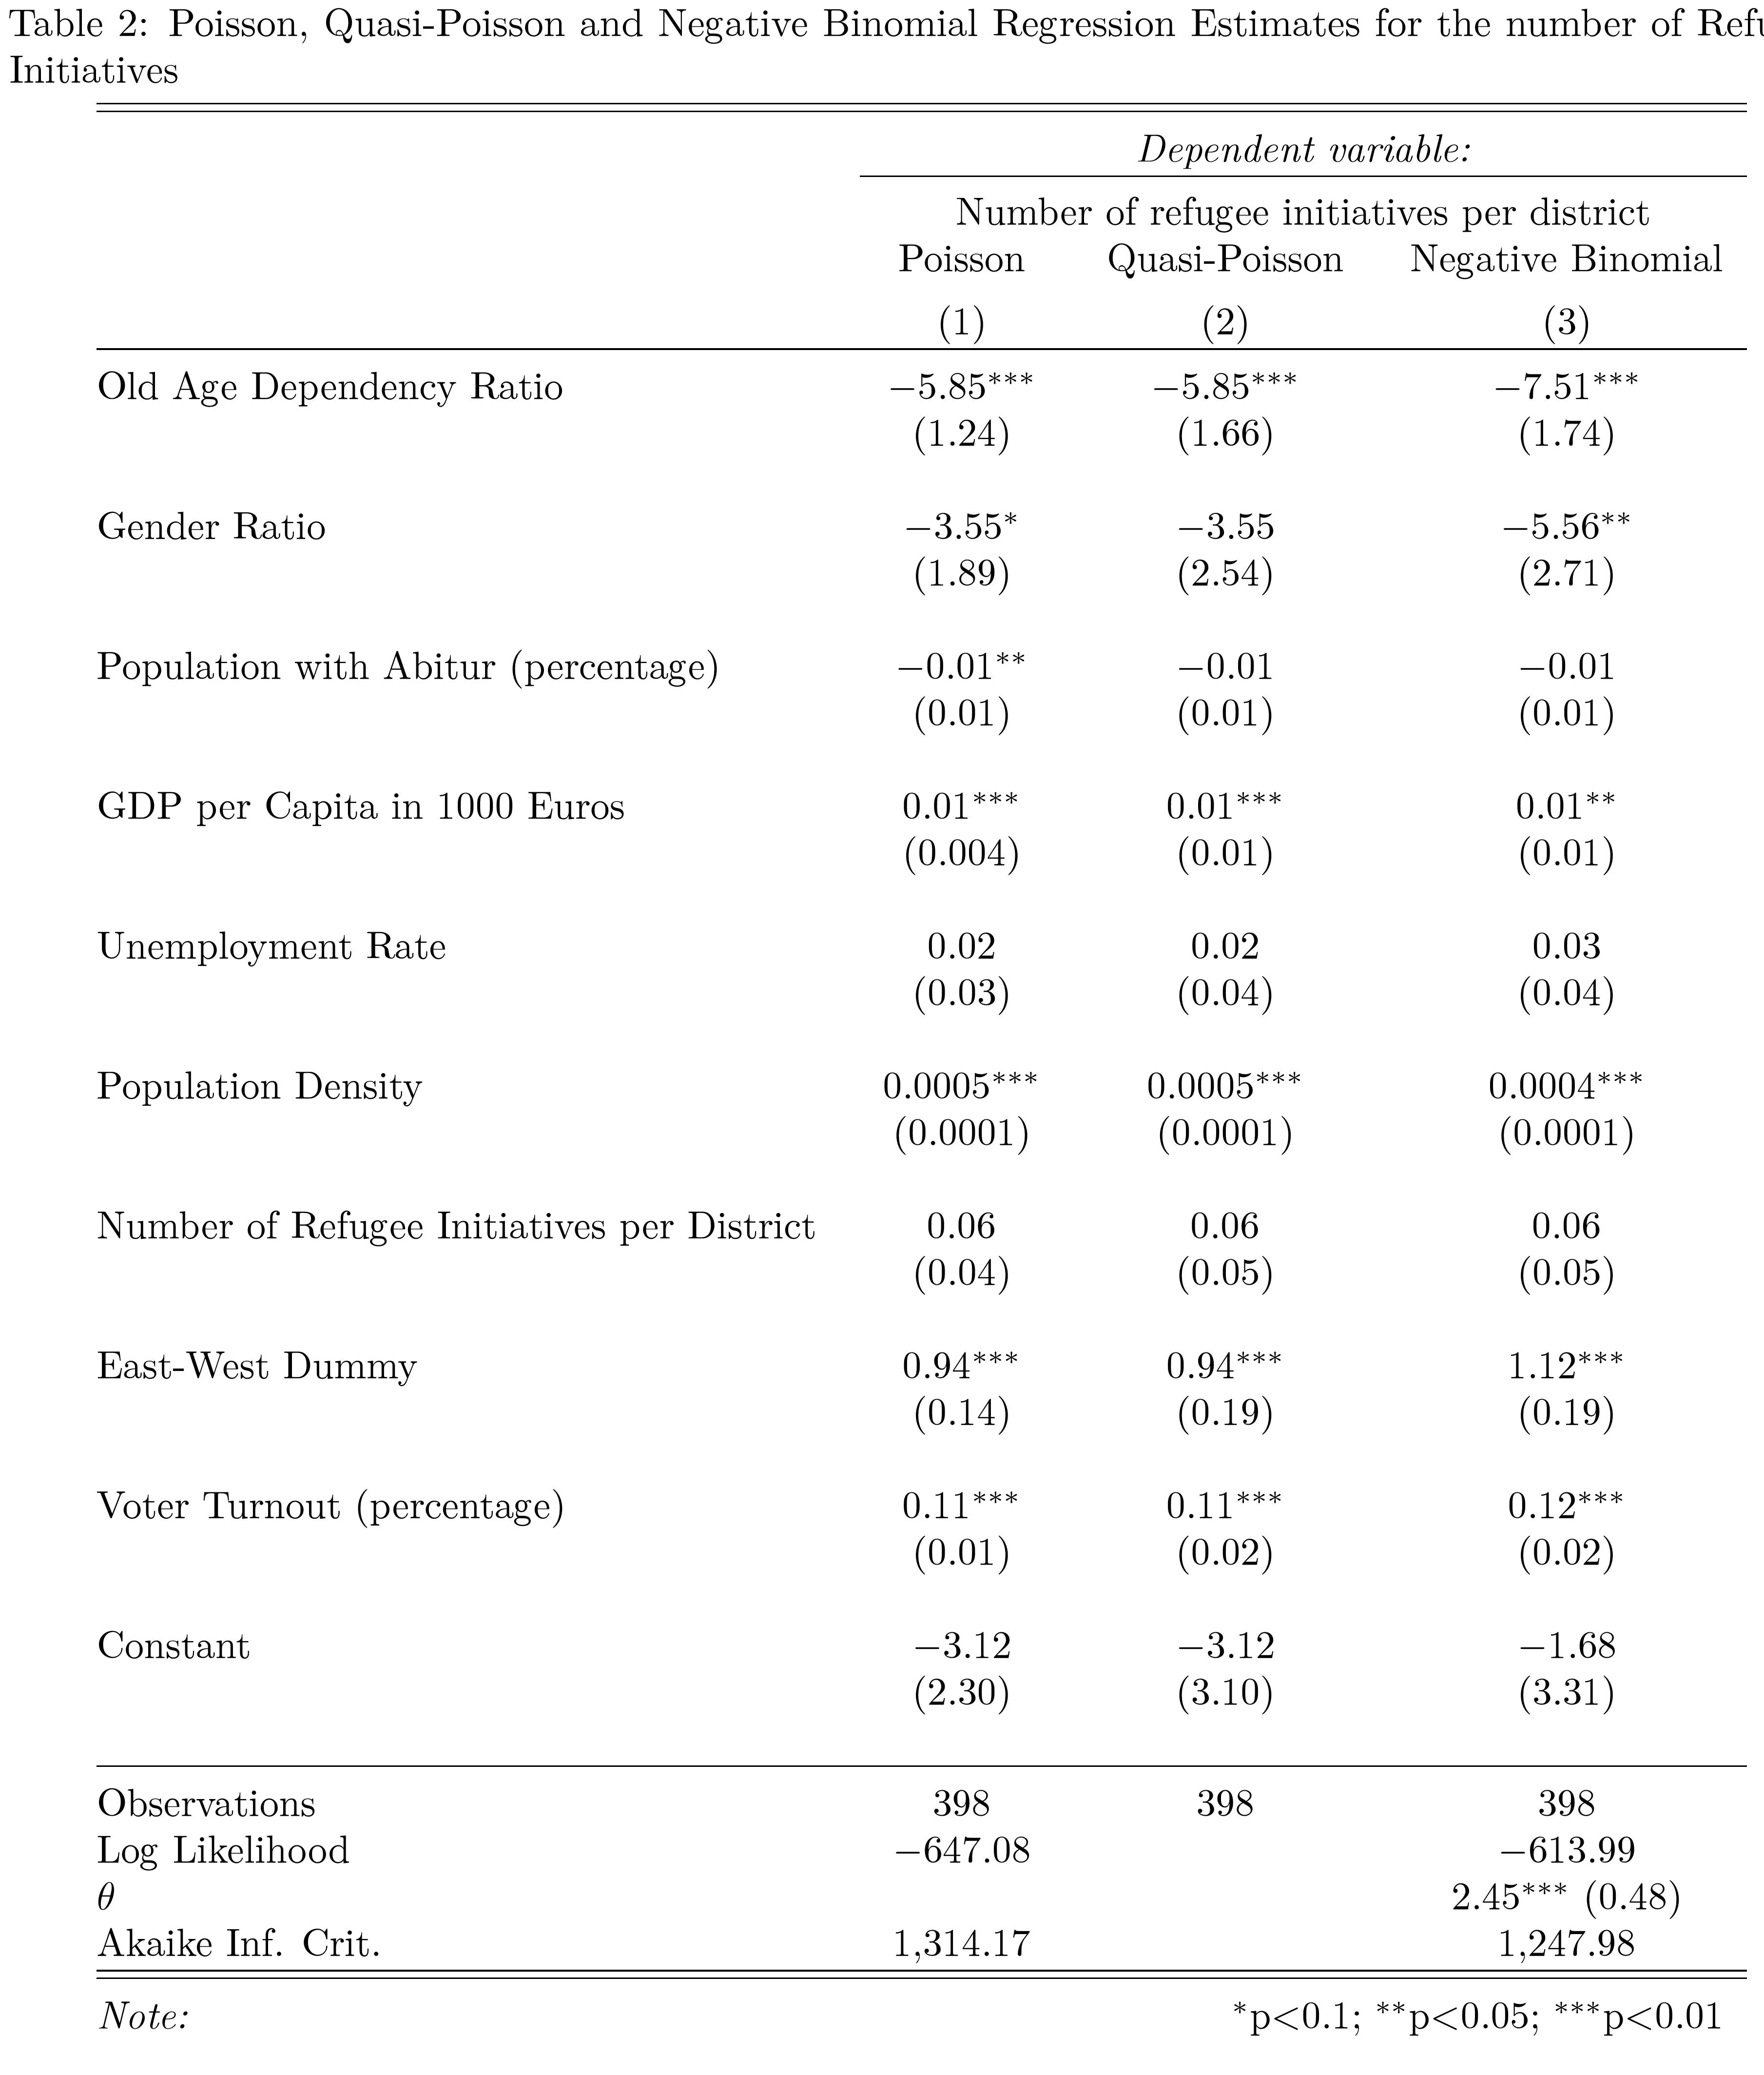 Table 2: Poisson, Quasi-Poisson and Negative Binomial Regression Estimates for the number of
Initiatives
Dependent variable:
Number of refugee initiatives per district
Poisson Quasi-Poisson Negative Binomial
(1) (2) (3)
Old Age Dependency Ratio −5.85*** −5.85*** −7.51***
(1.24) (1.66) (1.74)
Gender Ratio −3.55* −3.55 −5.56**
(1.89) (2.54) (2.71)
Population with Abitur (percentage) −0.01** −0.01 −0.01
(0.01) (0.01) (0.01)
GDP per Capita in 1000 Euros 0.01*** 0.01*** 0.01**
(0.004) (0.01) (0.01)
Unemployment Rate 0.02 0.02 0.03
(0.03) (0.04) (0.04)
Population Density 0.0005*** 0.0005*** 0.0004***
(0.0001) (0.0001) (0.0001)
Number of Refugee Initiatives per District 0.06 0.06 0.06
(0.04) (0.05) (0.05)
East-West Dummy 0.94*** 0.94*** 1.12***
(0.14) (0.19) (0.19)
Voter Turnout (percentage) 0.11*** 0.11*** 0.12***
(0.01) (0.02) (0.02)
Constant −3.12 −3.12 −1.68
(2.30) (3.10) (3.31)
Observations 398 398 398
Log Likelihood −647.08 −613.99
θ 2.45*** (0.48)
Akaike Inf. Crit. 1,314.17 1,247.98
Note: *p<0.1; **p<0.05; ***p<0.01